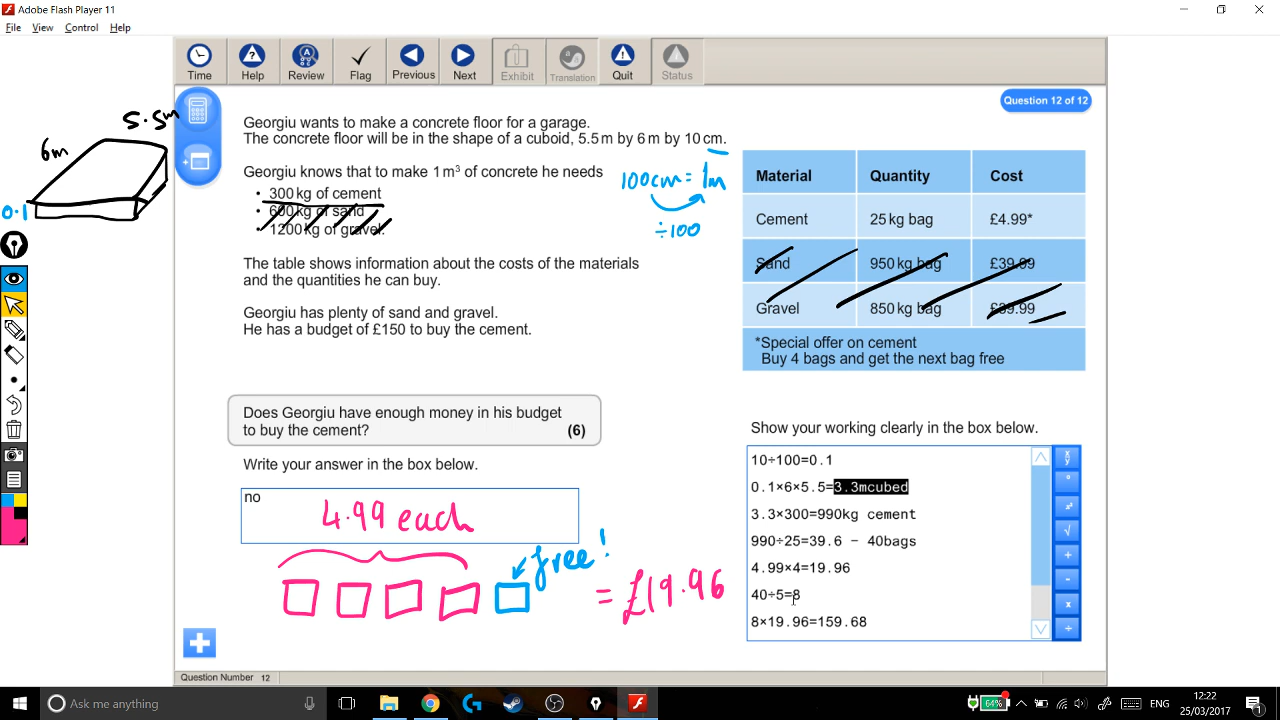 Adobe Flash Player 11
File View Control Help
Time Help Review Flag Previous Next Exhibit Translation Quit Status
Question 12 of 12
Georgiu wants to make a concrete floor for a garage.
The concrete floor will be in the shape of a cuboid, 5.5 m by 6 m by 10 cm.
Georgiu knows that to make 1 m³ of concrete he needs
• 300 kg of cement
• 600 kg of sand
• 1200 kg of gravel.
The table shows information about the costs of the materials
and the quantities he can buy.
Georgiu has plenty of sand and gravel.
He has a budget of £150 to buy the cement.
5.5m
6m
0.1
100cm = 1m
÷100
Material Quantity Cost
Cement 25 kg bag £4.99*
Sand 950 kg bag £39.99
Gravel 850 kg bag £39.99
*Special offer on cement
Buy 4 bags and get the next bag free
Does Georgiu have enough money in his budget
to buy the cement? (6)
Write your answer in the box below.
no
4.99 each
free!
= £19.96
Show your working clearly in the box below.
10÷100=0.1
0.1×6×5.5=3.3mcubed
3.3×300=990kg cement
990÷25=39.6 - 40bags
4.99×4=19.96
40÷5=8
8×19.96=159.68
x/y
°
x²
√
+
-
x
÷
Question Number 12
Ask me anything
64%
12:22
25/03/2017
1